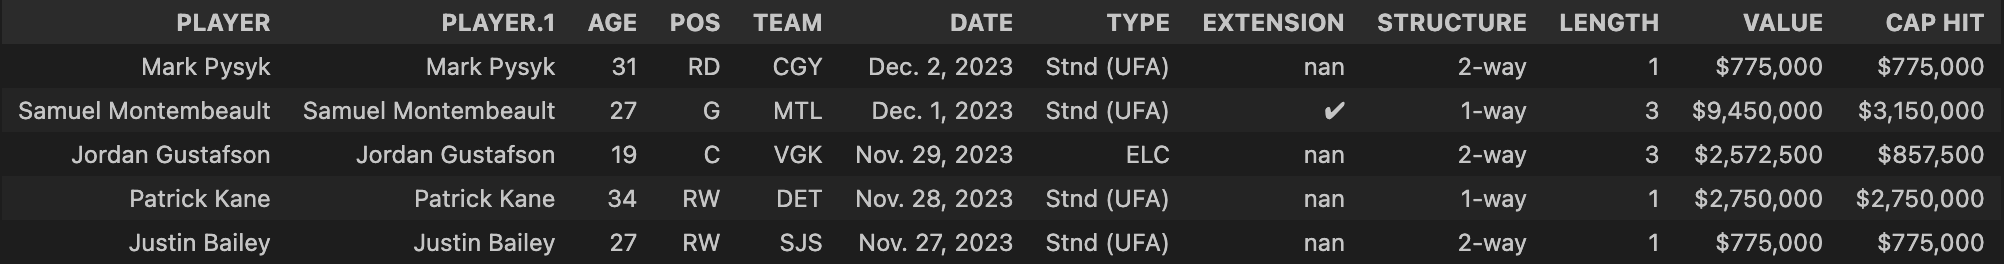 PLAYER PLAYER.1 AGE POS TEAM DATE TYPE EXTENSION STRUCTURE LENGTH VALUE CAP HIT
Mark Pysyk Mark Pysyk 31 RD CGY Dec. 2, 2023 Stnd (UFA) nan 2-way 1 $775,000 $775,000
Samuel Montembeault Samuel Montembeault 27 G MTL Dec. 1, 2023 Stnd (UFA) ✔ 1-way 3 $9,450,000 $3,150,000
Jordan Gustafson Jordan Gustafson 19 C VGK Nov. 29, 2023 ELC nan 2-way 3 $2,572,500 $857,500
Patrick Kane Patrick Kane 34 RW DET Nov. 28, 2023 Stnd (UFA) nan 1-way 1 $2,750,000 $2,750,000
Justin Bailey Justin Bailey 27 RW SJS Nov. 27, 2023 Stnd (UFA) nan 2-way 1 $775,000 $775,000